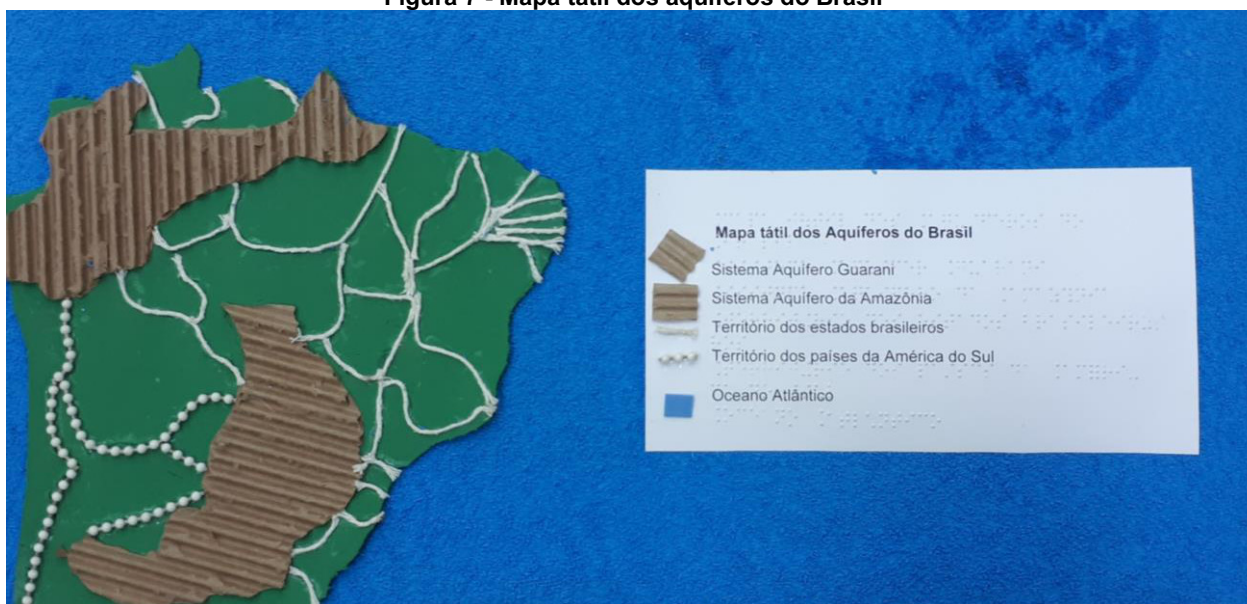 Figura 7 - Mapa tátil dos aquíferos do Brasil
Mapa tátil dos Aquíferos do Brasil
Sistema Aquífero Guarani
Sistema Aquífero da Amazônia
Território dos estados brasileiros
Território dos países da América do Sul
Oceano Atlântico